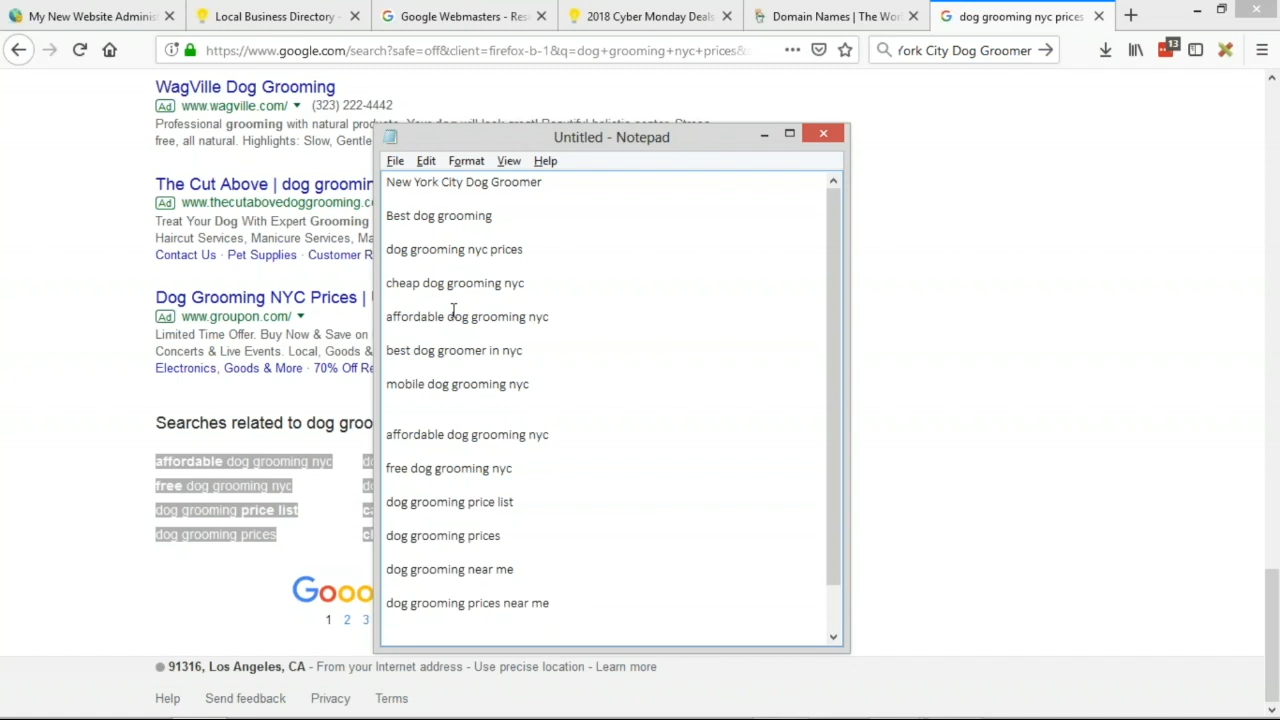 My New Website Adminis
Local Business Directory -
Google Webmasters - Res
2018 Cyber Monday Deals
Domain Names | The Wor
dog grooming nyc prices
https://www.google.com/search?safe=off&client=firefox-b-1&q=dog+grooming+nyc+prices&
York City Dog Groomer
13
WagVille Dog Grooming
Ad www.wagville.com/ (323) 222-4442
Professional grooming with natural
free, all natural. Highlights: Slow, Gentle
The Cut Above | dog groomin
Ad www.thecutabovedoggrooming.c
Treat Your Dog With Expert Grooming
Haircut Services, Manicure Services, Ma
Contact Us · Pet Supplies · Customer R
Dog Grooming NYC Prices |
Ad www.groupon.com/
Limited Time Offer. Buy Now & Save on
Concerts & Live Events. Local, Goods &
Electronics, Goods & More · 70% Off Re
Searches related to dog groo
affordable dog grooming nyc
free dog grooming nyc
dog grooming price list
dog grooming prices
Gooo
1 2 3
Untitled - Notepad
File Edit Format View Help
New York City Dog Groomer
Best dog grooming
dog grooming nyc prices
cheap dog grooming nyc
affordable dog grooming nyc
best dog groomer in nyc
mobile dog grooming nyc
affordable dog grooming nyc
free dog grooming nyc
dog grooming price list
dog grooming prices
dog grooming near me
dog grooming prices near me
91316, Los Angeles, CA - From your Internet address - Use precise location - Learn more
Help Send feedback Privacy Terms